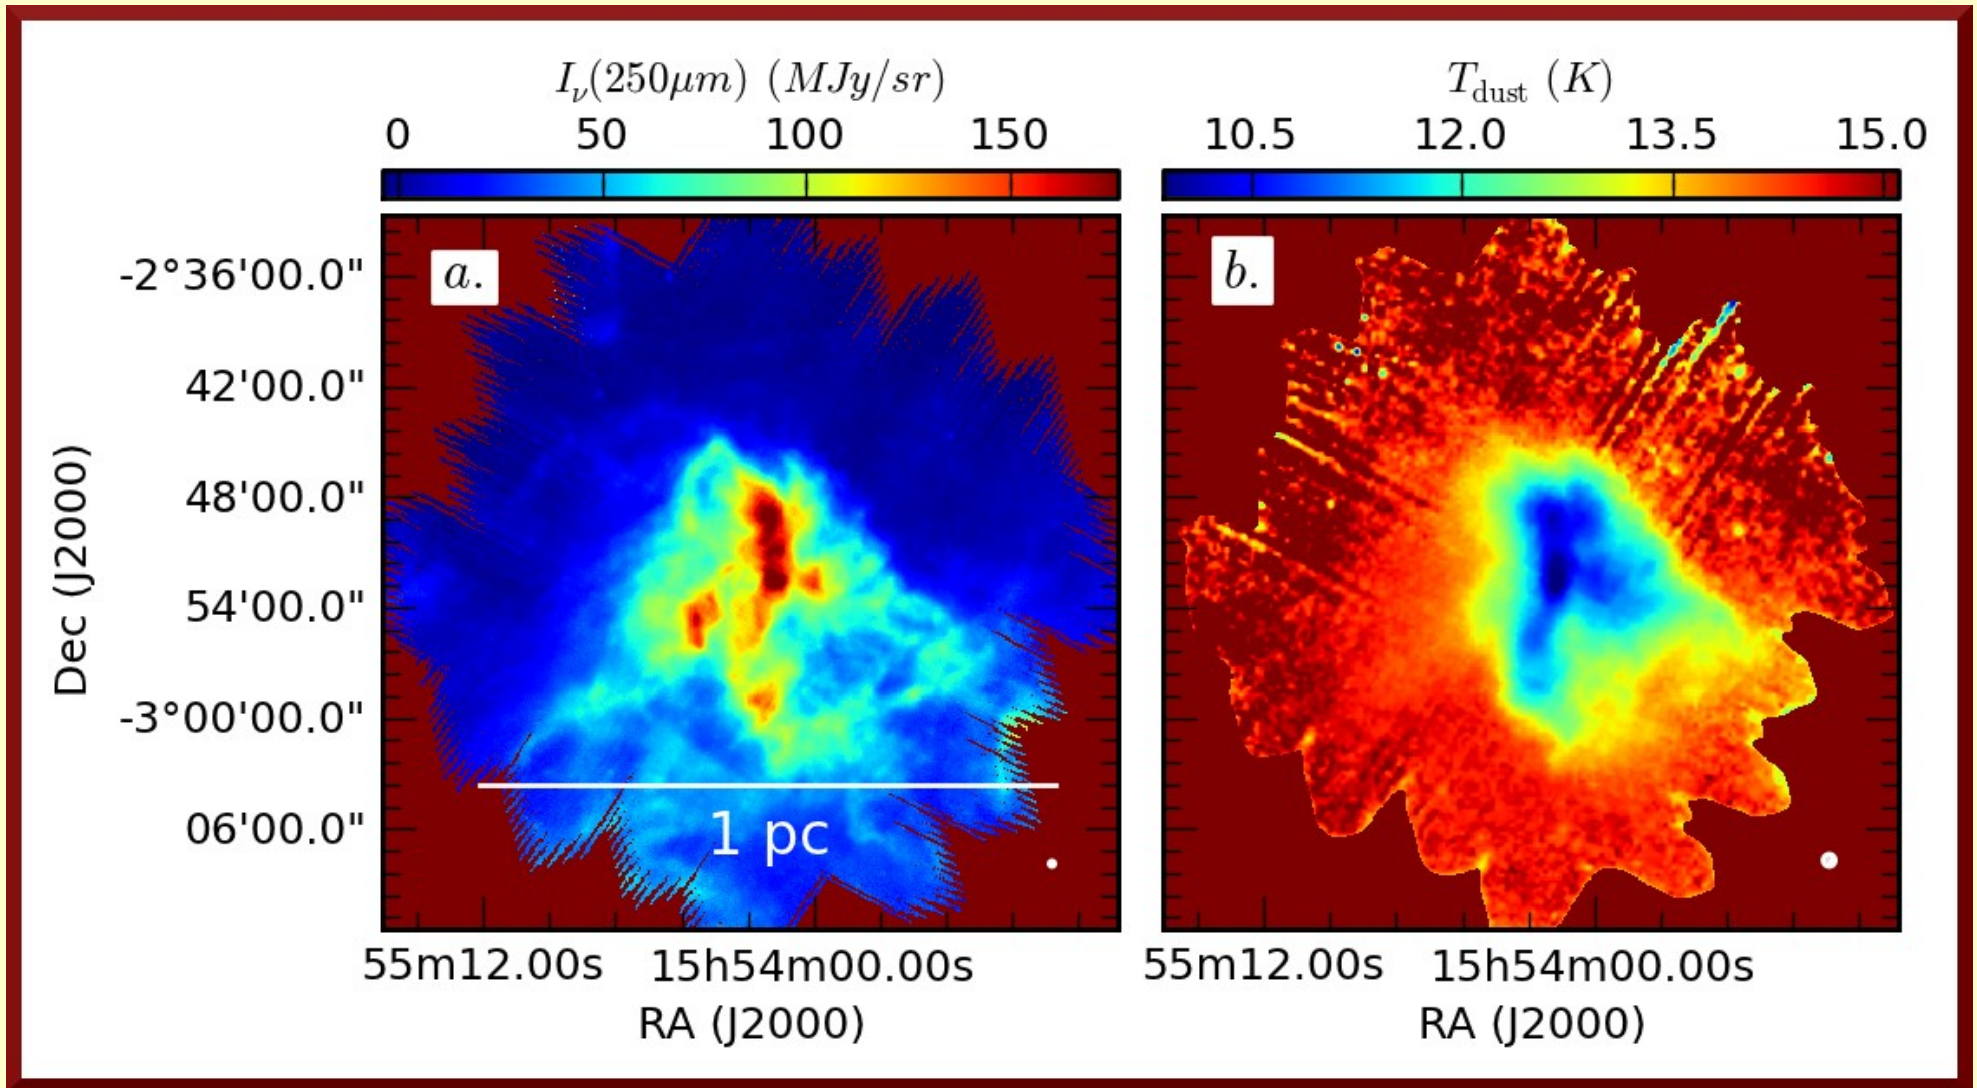 I_ν(250μm) (MJy/sr)
0 50 100 150
T_dust (K)
10.5 12.0 13.5 15.0
a.
b.
Dec (J2000)
-2°36'00.0"
42'00.0"
48'00.0"
54'00.0"
-3°00'00.0"
06'00.0"
1 pc
55m12.00s 15h54m00.00s
RA (J2000)
55m12.00s 15h54m00.00s
RA (J2000)